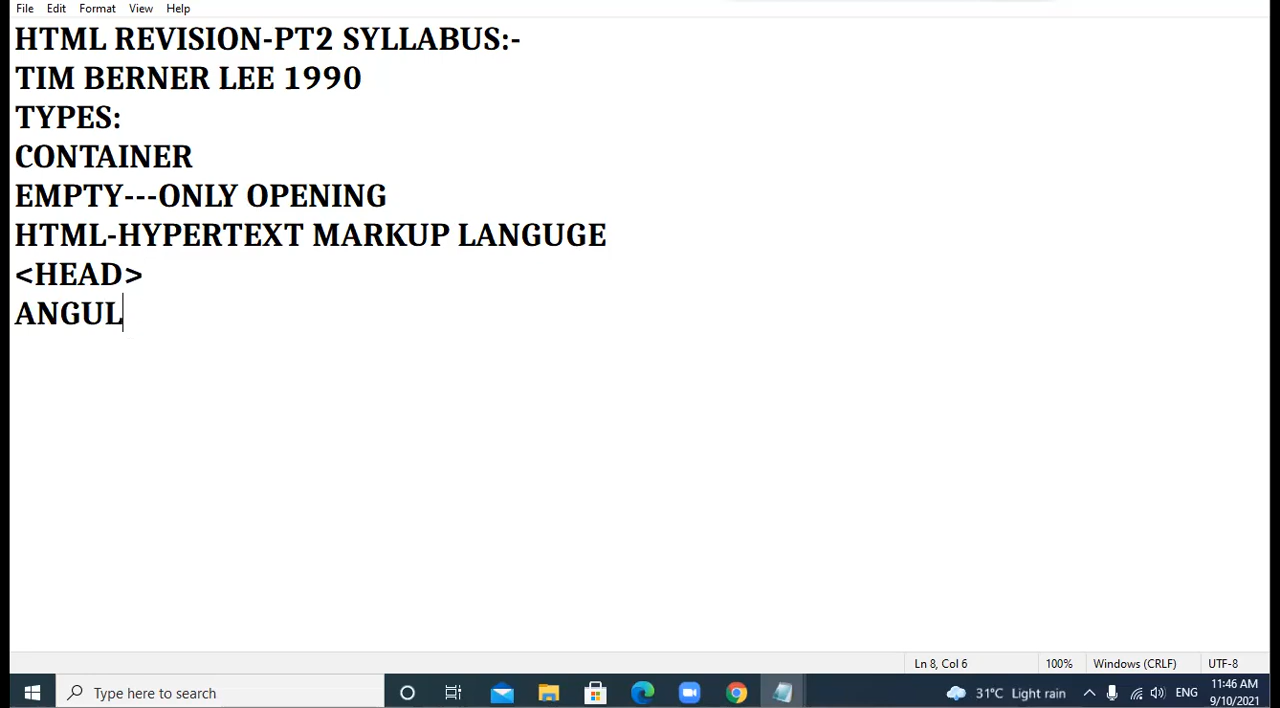 File Edit Format View Help
HTML REVISION-PT2 SYLLABUS:-
TIM BERNER LEE 1990
TYPES:
CONTAINER
EMPTY---ONLY OPENING
HTML-HYPERTEXT MARKUP LANGUGE
<HEAD>
ANGUL
Ln 8, Col 6 100% Windows (CRLF) UTF-8
Type here to search 31°C Light rain ENG 11:46 AM
9/10/2021